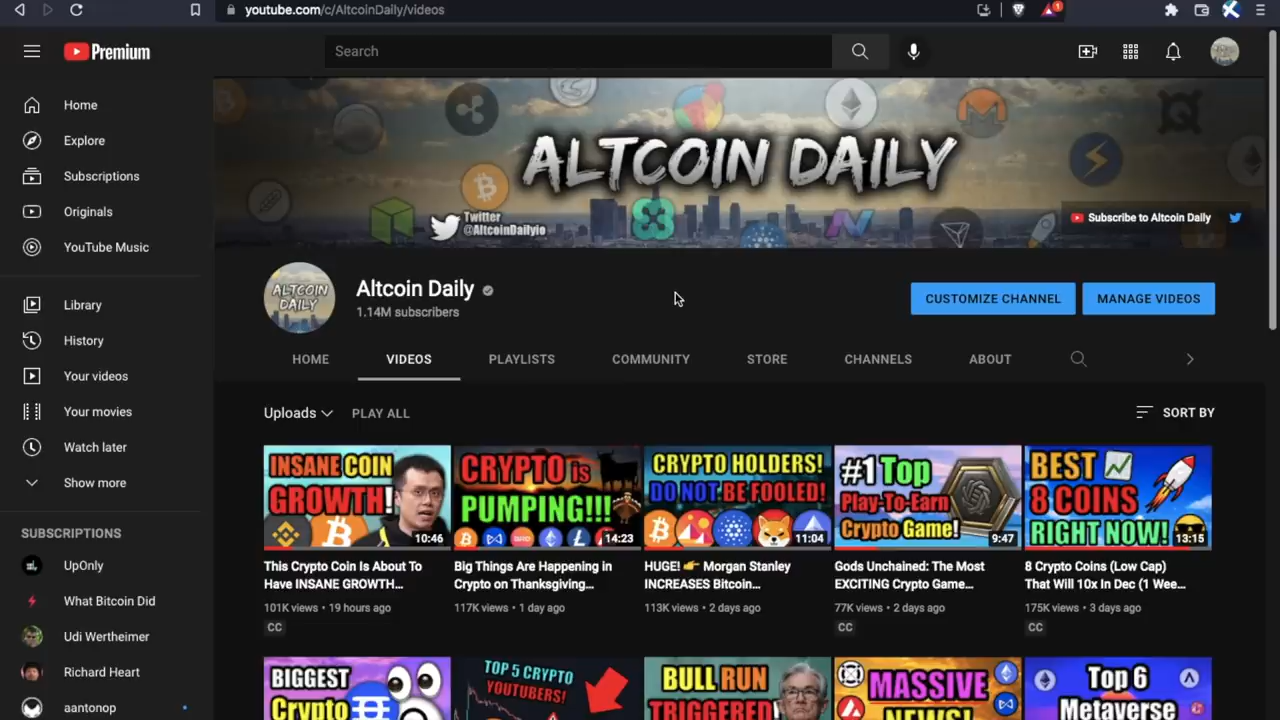 youtube.com/c/AltcoinDaily/videos
1
Premium
Search
Home
Explore
Subscriptions
Originals
YouTube Music
Library
History
Your videos
Your movies
Watch later
Show more
SUBSCRIPTIONS
UpOnly
What Bitcoin Did
Udi Wertheimer
Richard Heart
aantonop
ALTCOIN DAILY
Twitter
@AltcoinDailyio
Subscribe to Altcoin Daily
ALTCOIN
DAILY
Altcoin Daily
1.14M subscribers
CUSTOMIZE CHANNEL
MANAGE VIDEOS
HOME
VIDEOS
PLAYLISTS
COMMUNITY
STORE
CHANNELS
ABOUT
Uploads
PLAY ALL
SORT BY
INSANE COIN
GROWTH!
10:46
This Crypto Coin Is About To
Have INSANE GROWTH...
101K views • 19 hours ago
CC
CRYPTO is
PUMPING!!!
14:23
Big Things Are Happening in
Crypto on Thanksgiving...
117K views • 1 day ago
CRYPTO HOLDERS!
DO NOT BE FOOLED!
11:04
HUGE! 👉 Morgan Stanley
INCREASES Bitcoin...
113K views • 2 days ago
#1 Top
Play-To-Earn
Crypto Game!
9:47
Gods Unchained: The Most
EXCITING Crypto Game...
77K views • 2 days ago
CC
BEST
8 COINS
RIGHT NOW!
13:15
8 Crypto Coins (Low Cap)
That Will 10x In Dec (1 Wee...
175K views • 3 days ago
CC
BIGGEST
Crypto
TOP 5 CRYPTO
YOUTUBERS!
BULL RUN
TRIGGERED!
MASSIVE
NEWS!
Top 6
Metaverse